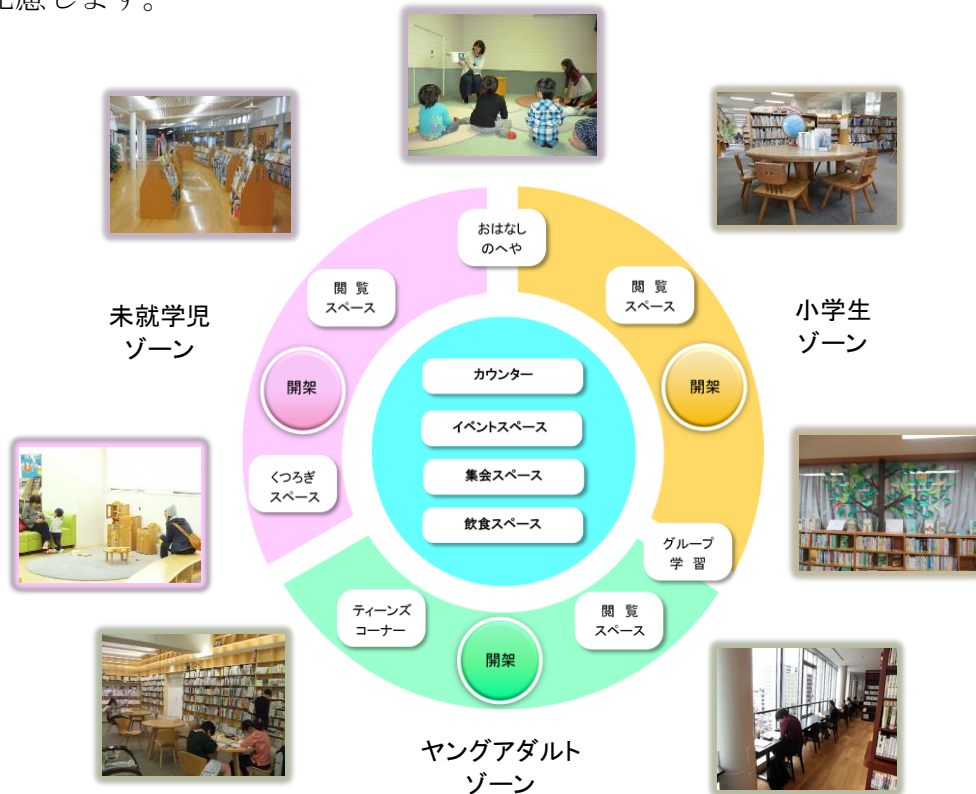 慮します。
おはなし
のへや
閲 覧
スペース
閲 覧
スペース
未就学児
ゾーン
小学生
ゾーン
開架
開架
カウンター
イベントスペース
集会スペース
飲食スペース
くつろぎ
スペース
グループ
学 習
ティーンズ
コーナー
閲 覧
スペース
開架
ヤングアダルト
ゾーン